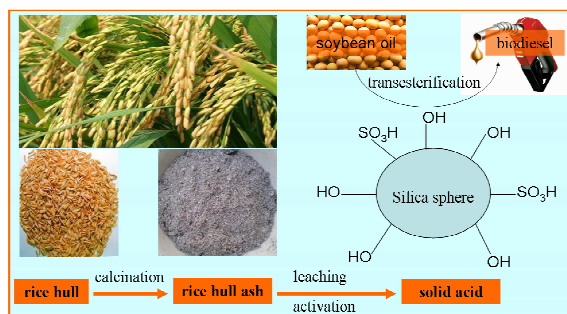 soybean oil
biodiesel
transesterification
OH
SO3H
OH
HO
Silica sphere
SO3H
HO
OH
rice hull
calcination
rice hull ash
leaching
activation
solid acid